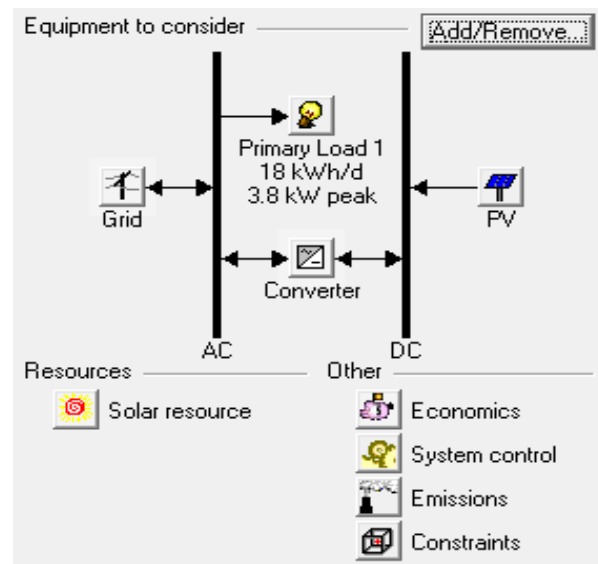 Equipment to consider
Add/Remove...
Primary Load 1
18 kWh/d
3.8 kW peak
Grid
PV
Converter
AC
DC
Resources
Other
Solar resource
Economics
System control
Emissions
Constraints